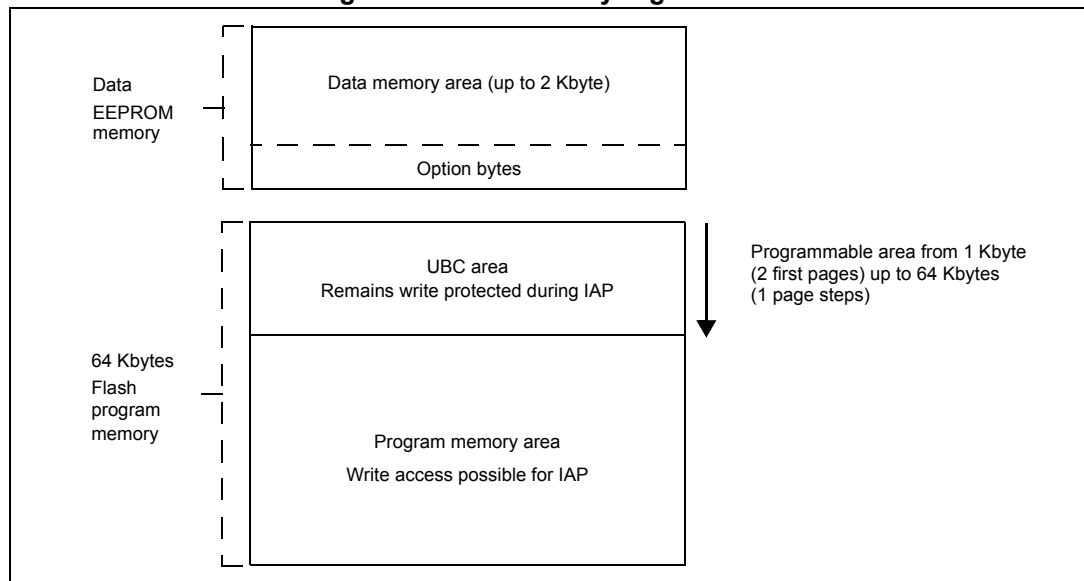 Data
EEPROM
memory
Data memory area (up to 2 Kbyte)
Option bytes
64 Kbytes
Flash
program
memory
UBC area
Remains write protected during IAP
Program memory area
Write access possible for IAP
Programmable area from 1 Kbyte
(2 first pages) up to 64 Kbytes
(1 page steps)